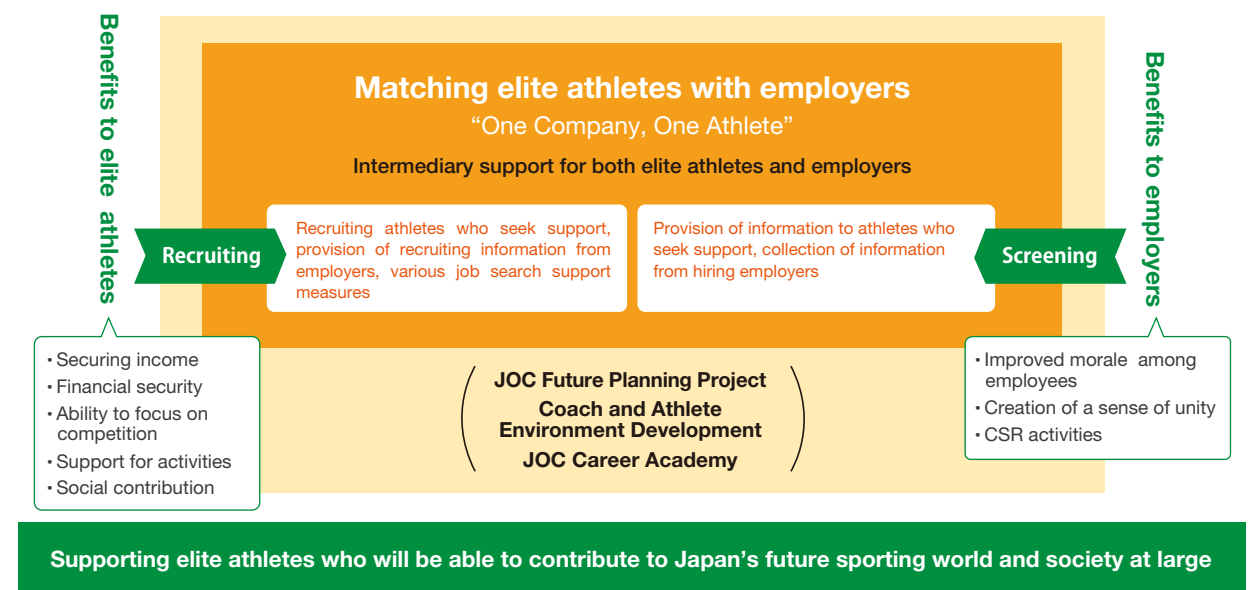 Benefits to elite athletes
Matching elite athletes with employers
“One Company, One Athlete”
Intermediary support for both elite athletes and employers
Recruiting
Recruiting athletes who seek support,
provision of recruiting information from
employers, various job search support
measures
Provision of information to athletes who
seek support, collection of information
from hiring employers
Screening
Benefits to employers
・Securing income
・Financial security
・Ability to focus on
competition
・Support for activities
・Social contribution
JOC Future Planning Project
Coach and Athlete
Environment Development
JOC Career Academy
・Improved morale among
employees
・Creation of a sense of unity
・CSR activities
Supporting elite athletes who will be able to contribute to Japan’s future sporting world and society at large